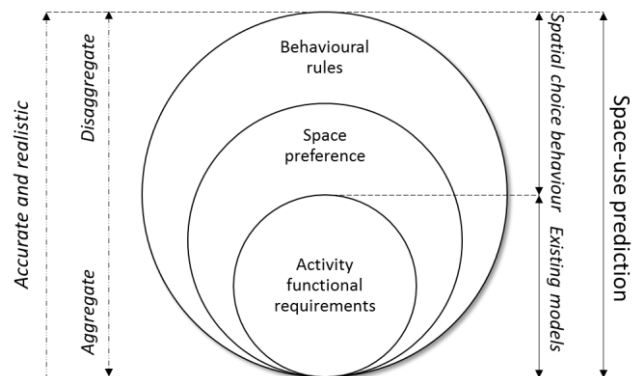 Behavioural
rules
Space
preference
Activity
functional
requirements
Accurate and realistic
Disaggregate
Aggregate
Spatial choice behaviour
Existing models
Space-use prediction